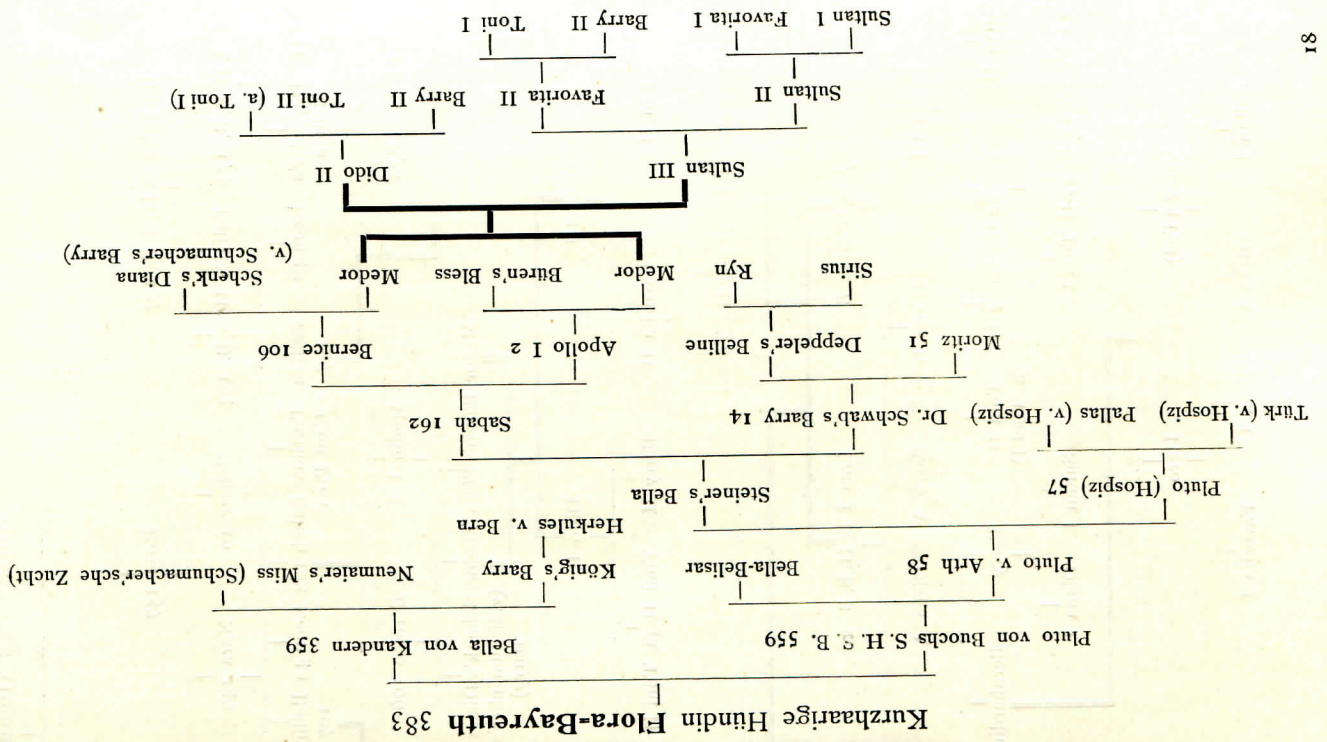 Kurzhaarige Hündin Flora=Bayreuth 383
Pluto von Buochs S. H. S. B. 559 Bella von Kandern 359
Pluto v. Arth 58 Bella-Belisar König's Barry Neumaier's Miss (Schumacher'sche Zucht)
Herkules v. Bern
Pluto (Hospiz) 57 Steiner's Bella
Türk (v. Hospiz) Pallas (v. Hospiz) Dr. Schwab's Barry 14 Sabah 162
Moritz 51 Deppeler's Belline Apollo I 2 Bernice 106
Sirius Ryn Medor Büren's Bless Medor Schenk's Diana
(v. Schumacher's Barry)
Sultan III Dido II
Sultan II Favorita II Barry II Toni II (a. Toni I)
Sultan I Favorita I Barry II Toni I
81